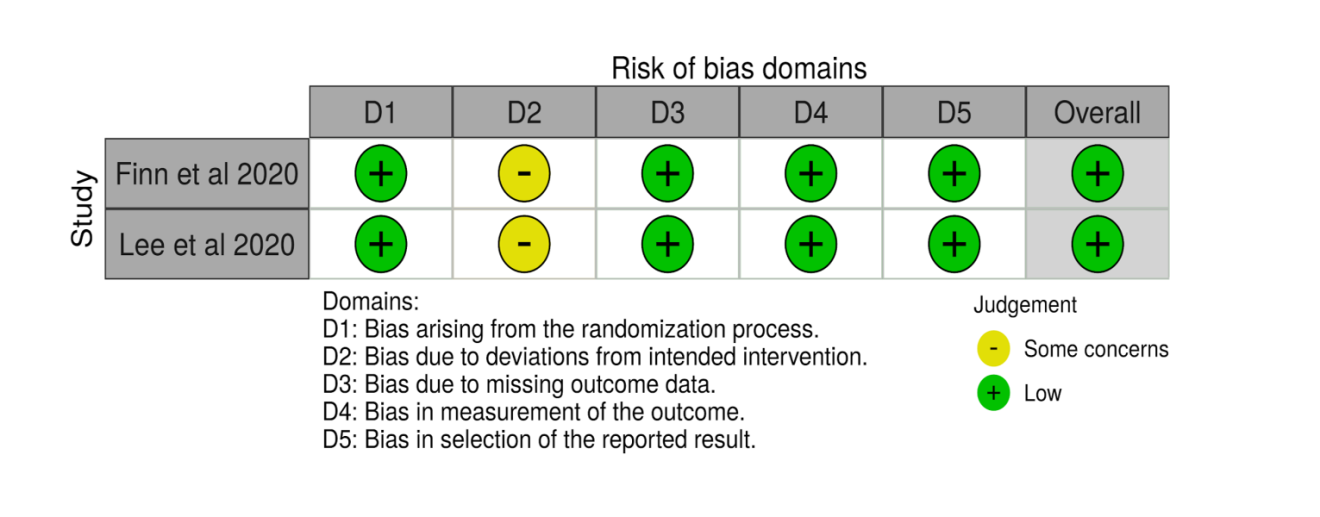 Risk of bias domains
D1 D2 D3 D4 D5 Overall
Study
Finn et al 2020 + - + + + +
Lee et al 2020 + - + + + +
Domains:
D1: Bias arising from the randomization process.
D2: Bias due to deviations from intended intervention.
D3: Bias due to missing outcome data.
D4: Bias in measurement of the outcome.
D5: Bias in selection of the reported result.
Judgement
- Some concerns
+ Low